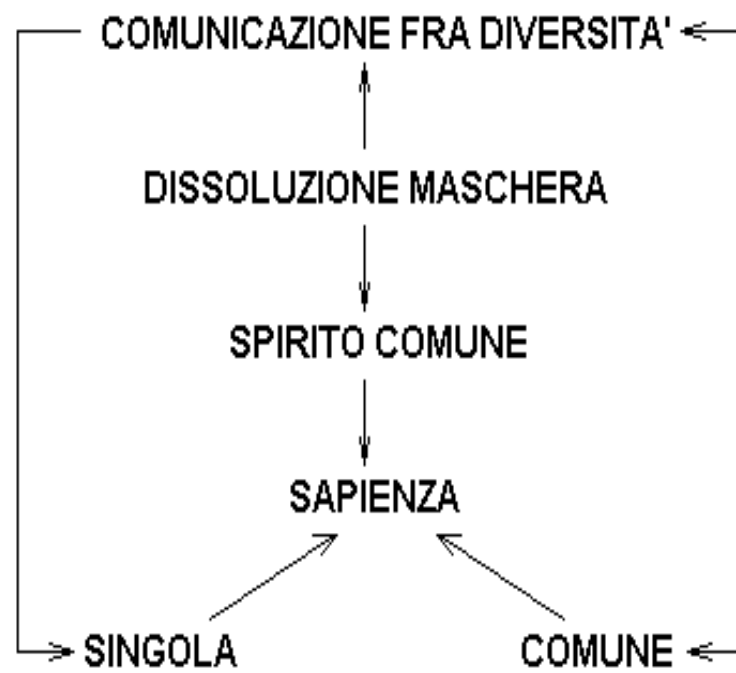 COMUNICAZIONE FRA DIVERSITA'
DISSOLUZIONE MASCHERA
SPIRITO COMUNE
SAPIENZA
SINGOLA
COMUNE